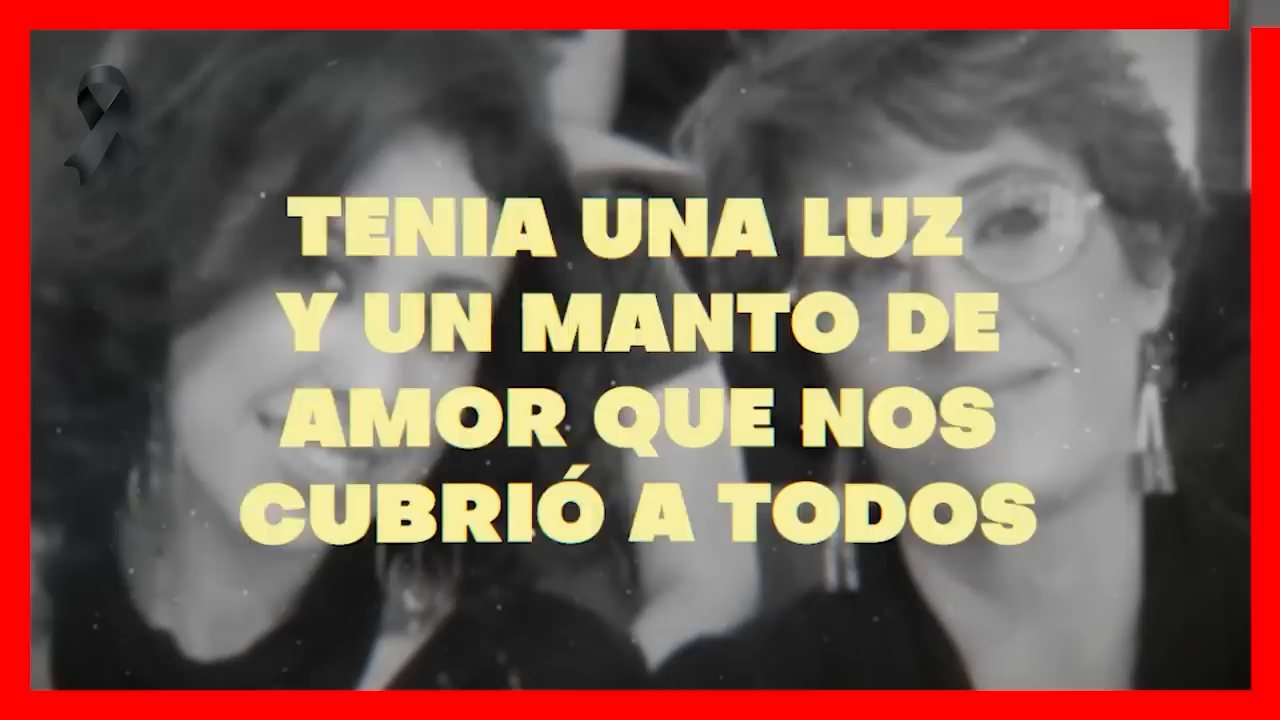 TENIA UNA LUZ
Y UN MANTO DE
AMOR QUE NOS
CUBRIÓ A TODOS